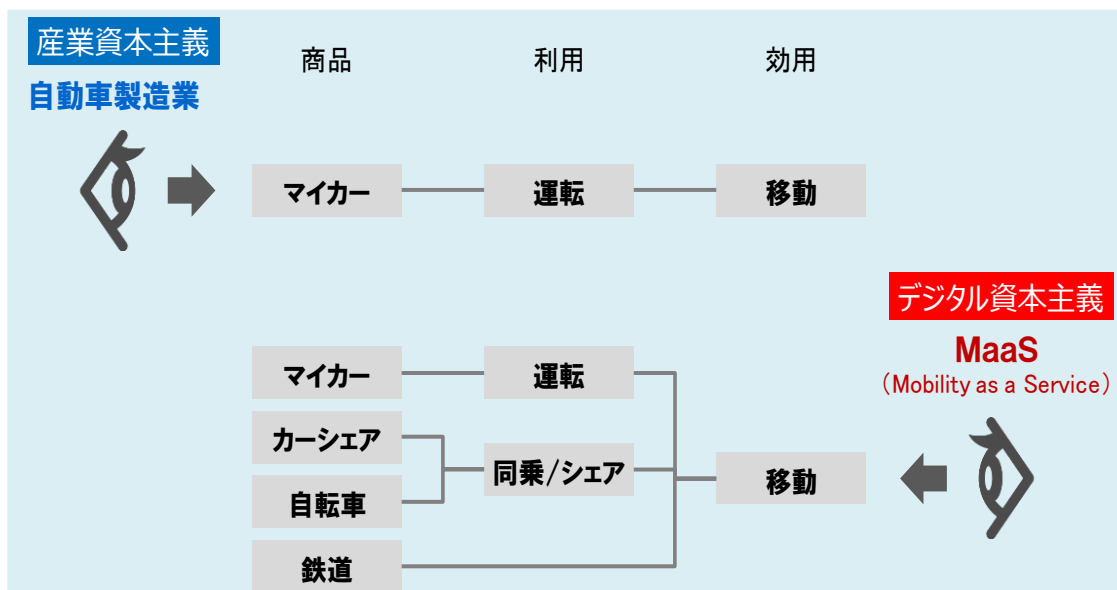 産業資本主義
自動車製造業
商品
利用
効用
マイカー
運転
移動
デジタル資本主義
MaaS
（Mobility as a Service）
マイカー
運転
カーシェア
同乗/シェア
自転車
移動
鉄道